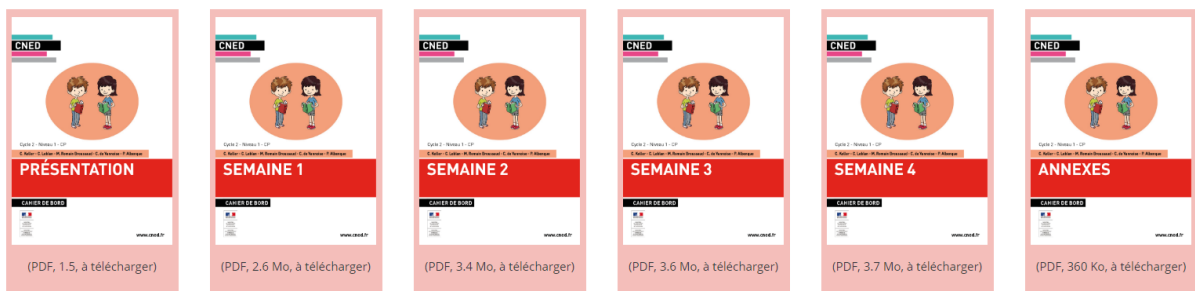 CNED
Cycle 2 - Niveau 1 - CP
PRÉSENTATION
CAHIER DE BORD
www.cned.fr
(PDF, 1.5, à télécharger)
CNED
Cycle 2 - Niveau 1 - CP
SEMAINE 1
CAHIER DE BORD
www.cned.fr
(PDF, 2.6 Mo, à télécharger)
CNED
Cycle 2 - Niveau 1 - CP
SEMAINE 2
CAHIER DE BORD
www.cned.fr
(PDF, 3.4 Mo, à télécharger)
CNED
Cycle 2 - Niveau 1 - CP
SEMAINE 3
CAHIER DE BORD
www.cned.fr
(PDF, 3.6 Mo, à télécharger)
CNED
Cycle 2 - Niveau 1 - CP
SEMAINE 4
CAHIER DE BORD
www.cned.fr
(PDF, 3.7 Mo, à télécharger)
CNED
Cycle 2 - Niveau 1 - CP
ANNEXES
CAHIER DE BORD
www.cned.fr
(PDF, 360 Ko, à télécharger)